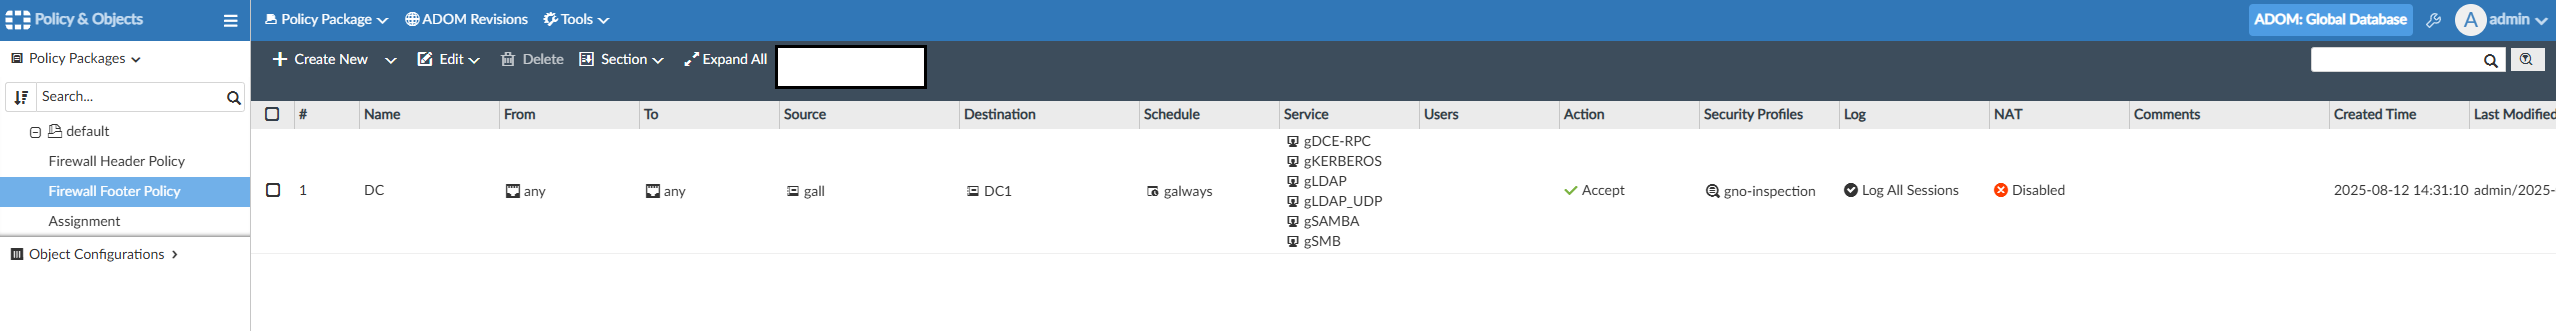 Policy & Objects
Policy Package ADOM Revisions Tools ADOM: Global Database A admin
Policy Packages
Create New Edit Delete Section Expand All
Search...
# Name From To Source Destination Schedule Service Users Action Security Profiles Log NAT Comments Created Time Last Modified
default
Firewall Header Policy
Firewall Footer Policy
Assignment
Object Configurations
1 DC any any gall DC1 galways
gDCE-RPC
gKERBEROS
gLDAP
gLDAP_UDP
gSAMBA
gSMB
Accept gno-inspection Log All Sessions Disabled 2025-08-12 14:31:10 admin/2025-